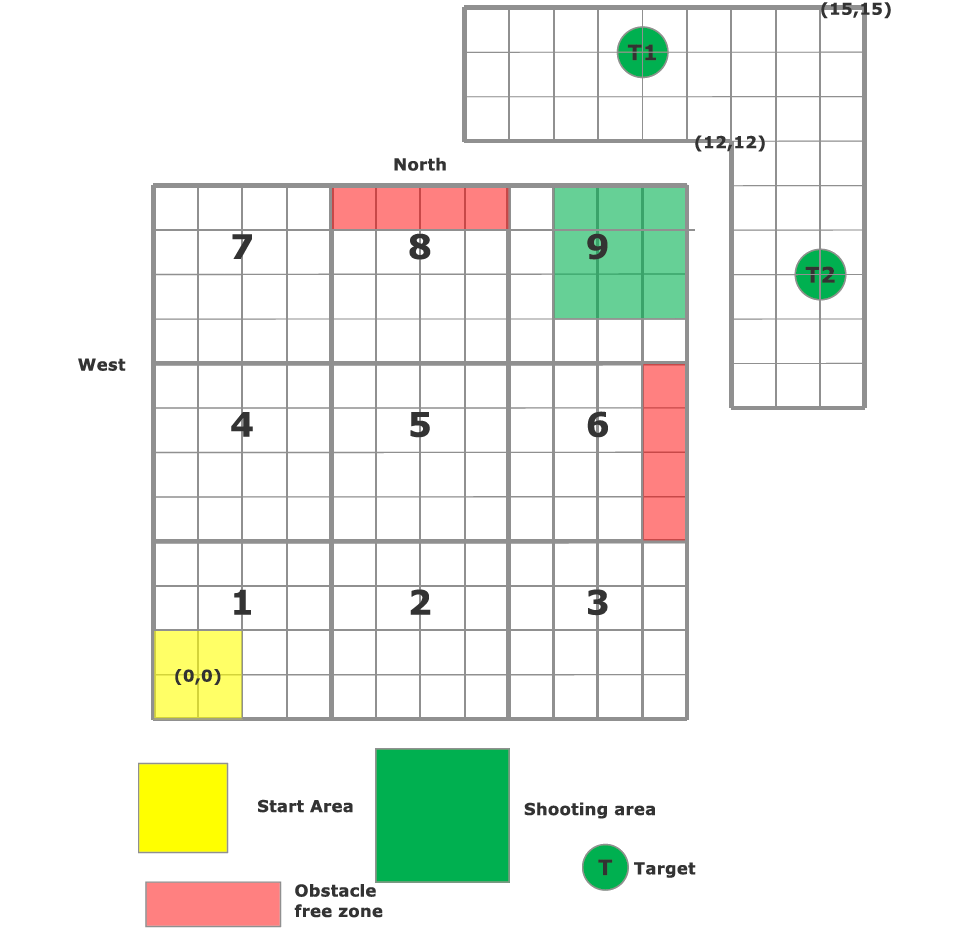 (15,15)
T1
(12,12)
North
7
8
9
T2
West
4
5
6
1
2
3
(0,0)
Start Area
Shooting area
T
Target
Obstacle
free zone